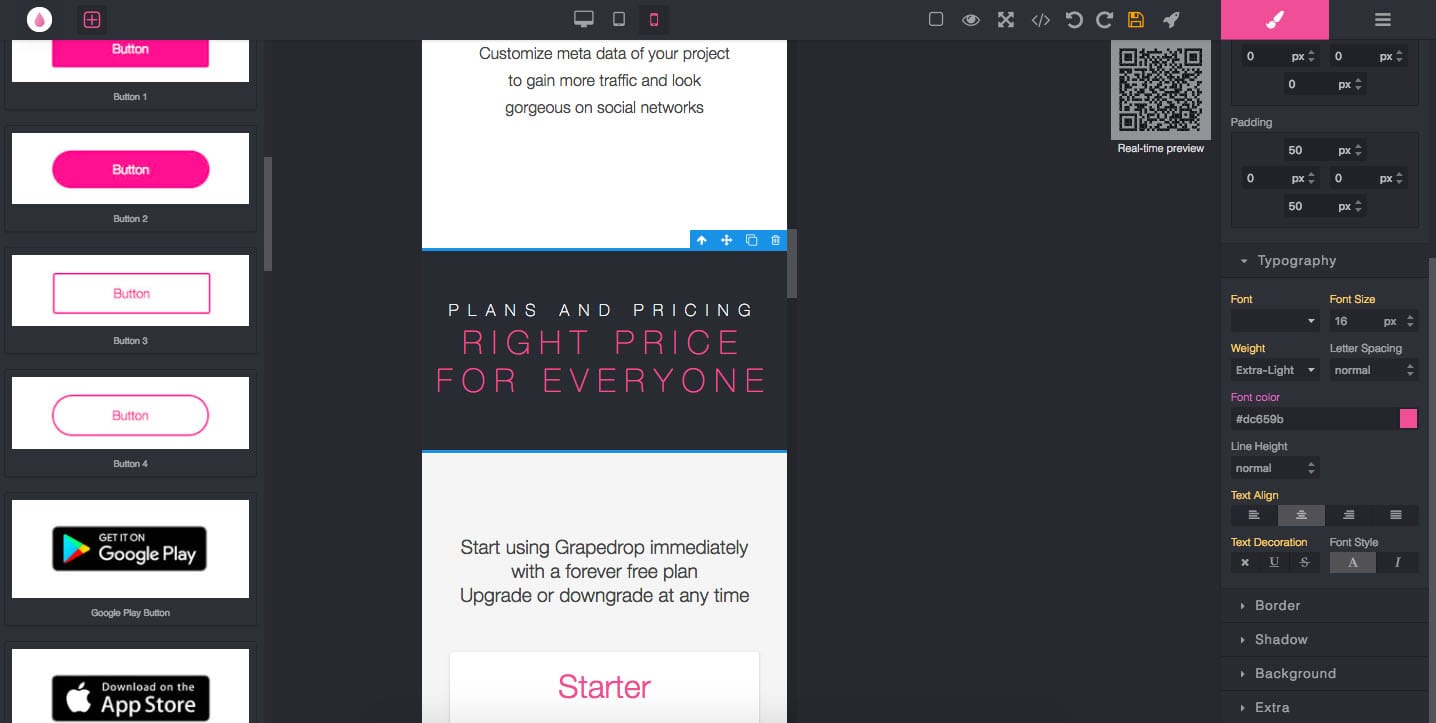 Button
Button 1
Button
Button 2
Button
Button 3
Button
Button 4
GET IT ON
Google Play
Google Play Button
Download on the
App Store
Customize meta data of your project
to gain more traffic and look
gorgeous on social networks
PLANS AND PRICING
RIGHT PRICE
FOR EVERYONE
Start using Grapedrop immediately
with a forever free plan
Upgrade or downgrade at any time
Starter
Real-time preview
0 px 0 px
0 px
Padding
50 px
0 px 0 px
50 px
Typography
Font Font Size
16 px
Weight Letter Spacing
Extra-Light normal
Font color
#dc659b
Line Height
normal
Text Align
Text Decoration Font Style
U S A I
Border
Shadow
Background
Extra